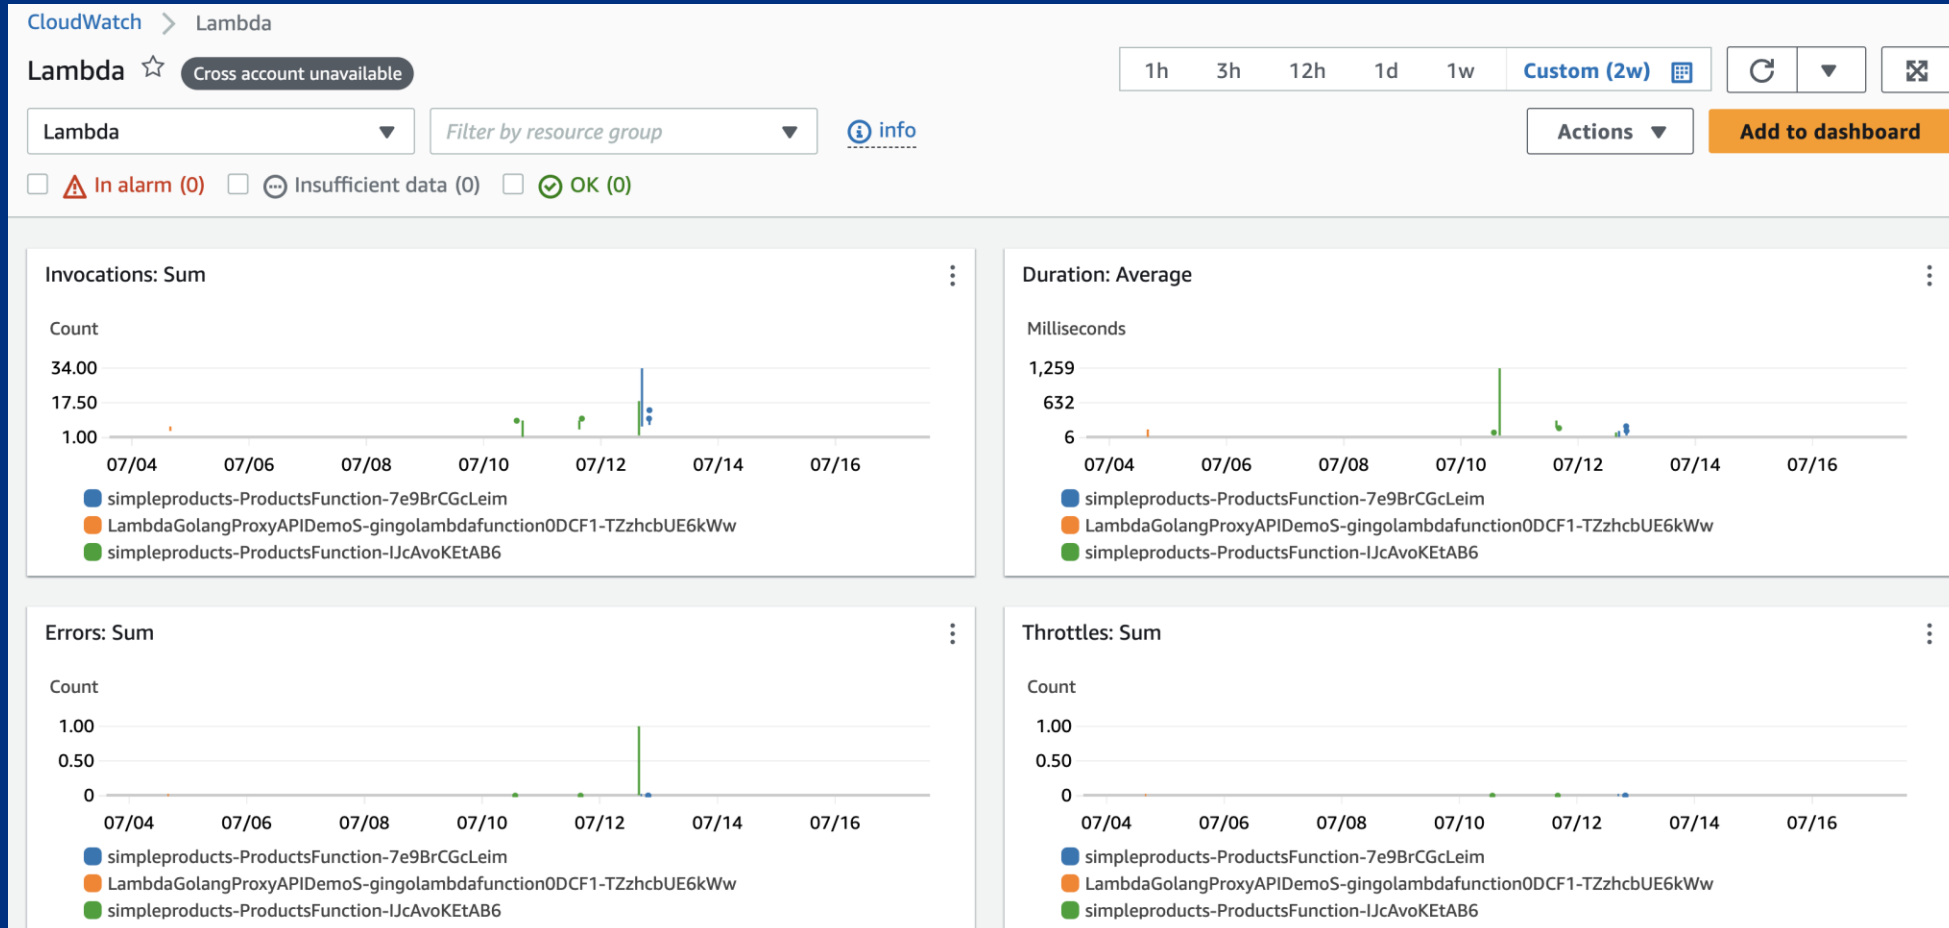 CloudWatch > Lambda
Lambda Cross account unavailable
1h 3h 12h 1d 1w Custom (2w)
Lambda Filter by resource group info
Actions Add to dashboard
In alarm (0) Insufficient data (0) OK (0)
Invocations: Sum
Count
34.00
17.50
1.00
07/04 07/06 07/08 07/10 07/12 07/14 07/16
simpleproducts-ProductsFunction-7e9BrCGcLeim
LambdaGolangProxyAPIDemoS-gingolambdafunction0DCF1-TZzhcbUE6kWw
simpleproducts-ProductsFunction-IJcAvoKEtAB6
Duration: Average
Milliseconds
1,259
632
6
07/04 07/06 07/08 07/10 07/12 07/14 07/16
simpleproducts-ProductsFunction-7e9BrCGcLeim
LambdaGolangProxyAPIDemoS-gingolambdafunction0DCF1-TZzhcbUE6kWw
simpleproducts-ProductsFunction-IJcAvoKEtAB6
Errors: Sum
Count
1.00
0.50
0
07/04 07/06 07/08 07/10 07/12 07/14 07/16
simpleproducts-ProductsFunction-7e9BrCGcLeim
LambdaGolangProxyAPIDemoS-gingolambdafunction0DCF1-TZzhcbUE6kWw
simpleproducts-ProductsFunction-IJcAvoKEtAB6
Throttles: Sum
Count
1.00
0.50
0
07/04 07/06 07/08 07/10 07/12 07/14 07/16
simpleproducts-ProductsFunction-7e9BrCGcLeim
LambdaGolangProxyAPIDemoS-gingolambdafunction0DCF1-TZzhcbUE6kWw
simpleproducts-ProductsFunction-IJcAvoKEtAB6